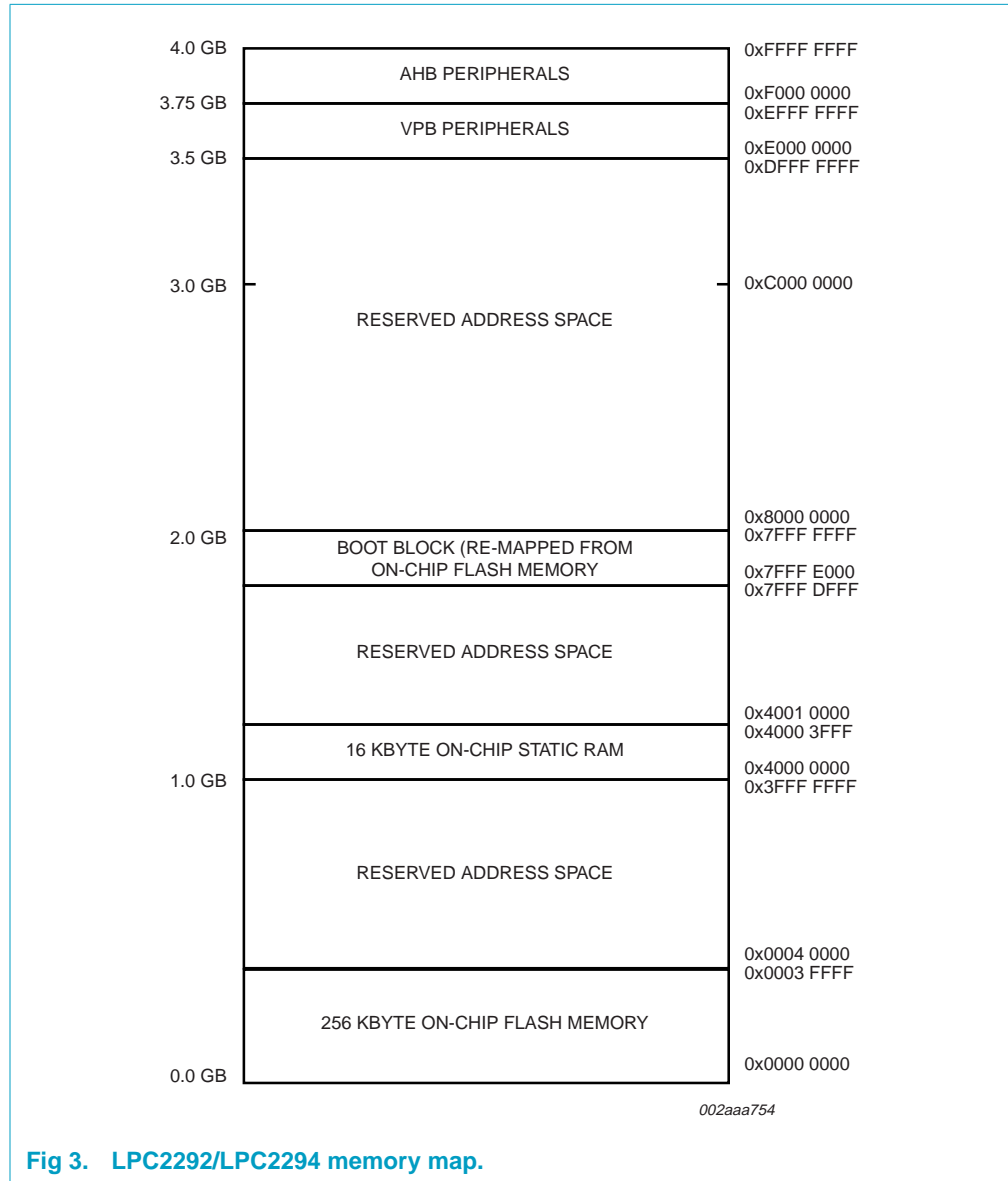 4.0 GB
0xFFFF FFFF
AHB PERIPHERALS
0xF000 0000
3.75 GB
0xEFFF FFFF
VPB PERIPHERALS
0xE000 0000
3.5 GB
0xDFFF FFFF
3.0 GB
0xC000 0000
RESERVED ADDRESS SPACE
0x8000 0000
2.0 GB
0x7FFF FFFF
BOOT BLOCK (RE-MAPPED FROM
ON-CHIP FLASH MEMORY
0x7FFF E000
0x7FFF DFFF
RESERVED ADDRESS SPACE
0x4001 0000
0x4000 3FFF
16 KBYTE ON-CHIP STATIC RAM
0x4000 0000
1.0 GB
0x3FFF FFFF
RESERVED ADDRESS SPACE
0x0004 0000
0x0003 FFFF
256 KBYTE ON-CHIP FLASH MEMORY
0x0000 0000
0.0 GB
002aaa754
Fig 3. LPC2292/LPC2294 memory map.